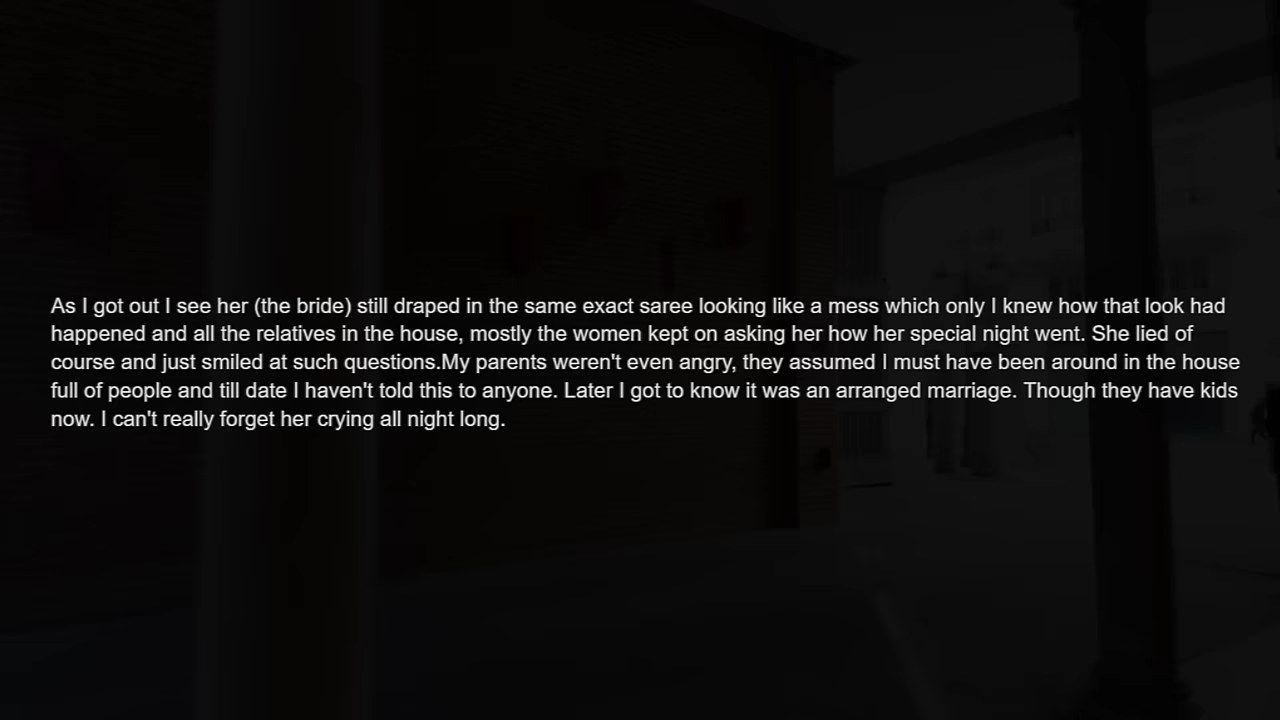 As I got out I see her (the bride) still draped in the same exact saree looking like a mess which only I knew how that look had
happened and all the relatives in the house, mostly the women kept on asking her how her special night went. She lied of
course and just smiled at such questions.My parents weren't even angry, they assumed I must have been around in the house
full of people and till date I haven't told this to anyone. Later I got to know it was an arranged marriage. Though they have kids
now. I can't really forget her crying all night long.